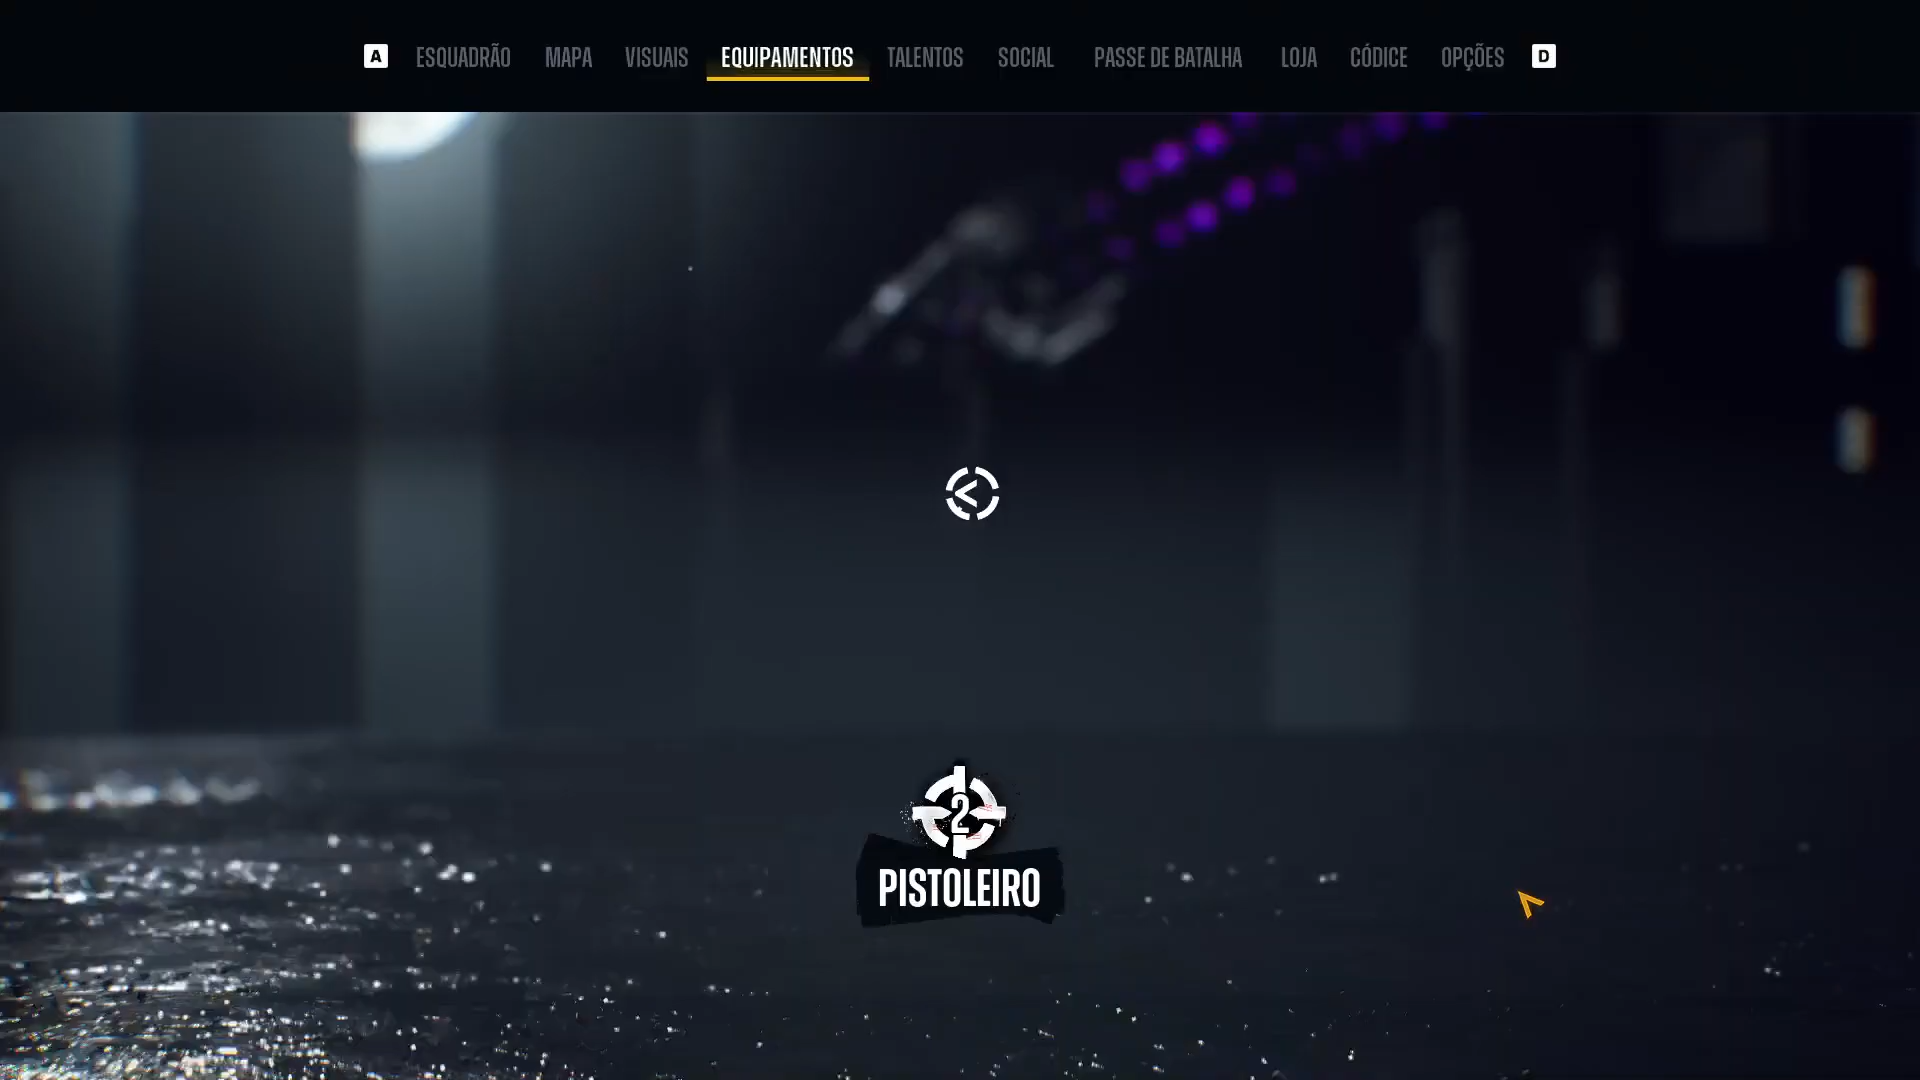 A ESQUADRÃO MAPA VISUAIS EQUIPAMENTOS TALENTOS SOCIAL PASSE DE BATALHA LOJA CÓDICE OPÇÕES D
2
PISTOLEIRO